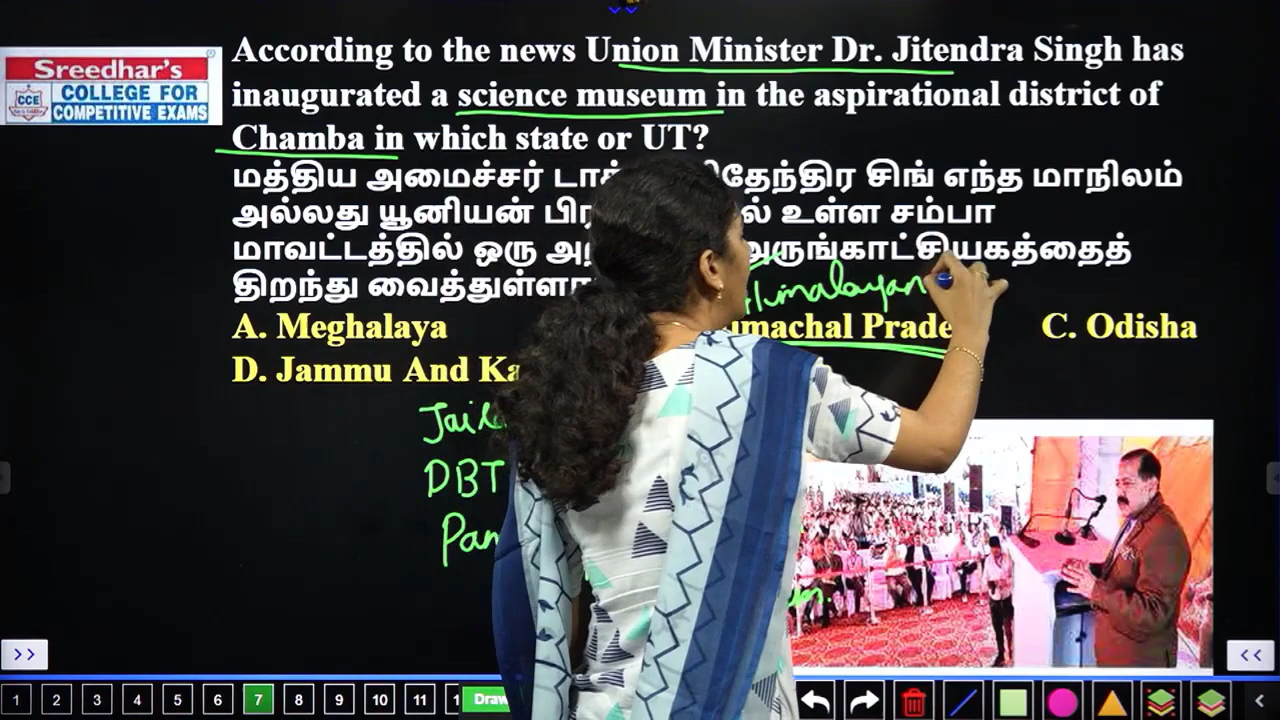 Sreedhar's
CCE
COLLEGE FOR
COMPETITIVE EXAMS
According to the news Union Minister Dr. Jitendra Singh has
inaugurated a science museum in the aspirational district of
Chamba in which state or UT?
மத்திய அமைச்சர் சிங் எந்த மாநிலம்
அல்லது யூனியன் உள்ள சம்பா
மாவட்டத்தில் ஒரு அருங்காட்சியகத்தைத்
திறந்து
Himalayan
A. Meghalaya C. Odisha
D. Jammu And
DBT
>>
<<
1 2 3 4 5 6 7 8 9 10 11